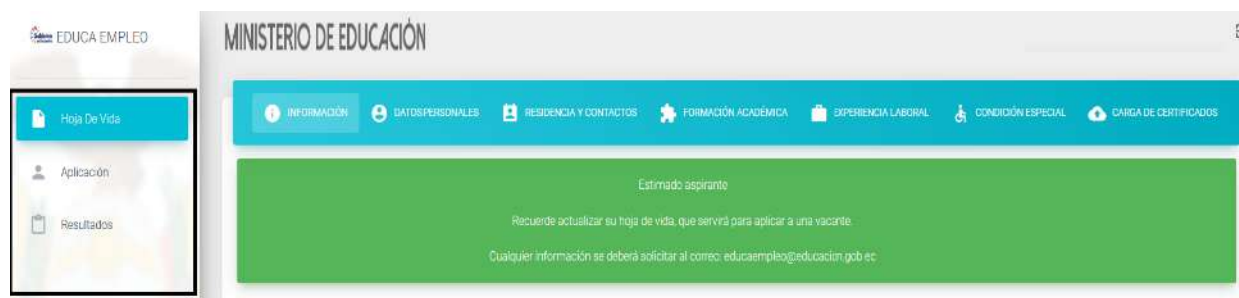 EDUCA EMPLEO
Hoja De Vida
Aplicación
Resultados
MINISTERIO DE EDUCACIÓN
INFORMACIÓN
DATOS PERSONALES
RESIDENCIA Y CONTACTOS
FORMACIÓN ACADÉMICA
EXPERIENCIA LABORAL
CONDICIÓN ESPECIAL
CARGA DE CERTIFICADOS
Estimado aspirante
Recuerde actualizar su hoja de vida, que servirá para aplicar a una vacante.
Cualquier información se deberá solicitar al correo: educaempleo@educacion.gob.ec